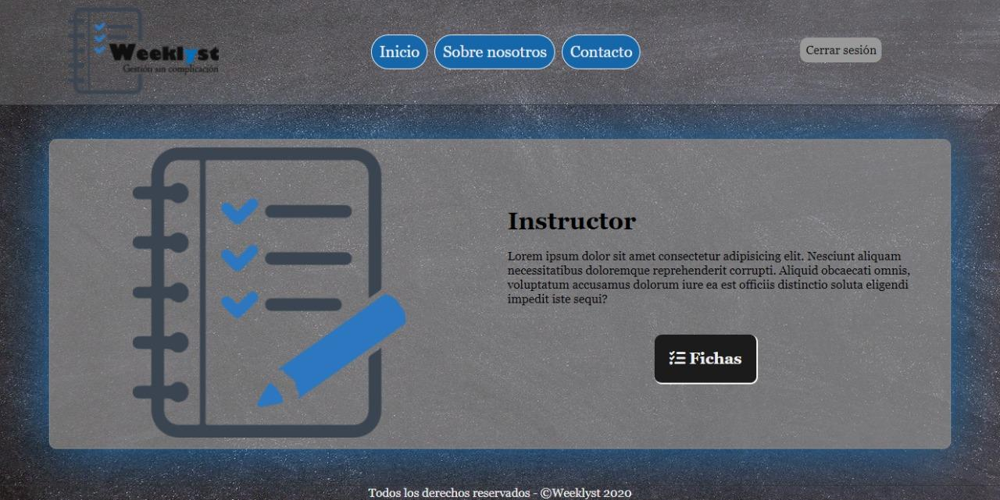 Weeklyst
Gestión sin complicación
Inicio
Sobre nosotros
Contacto
Cerrar sesión
Instructor
Lorem ipsum dolor sit amet consectetur adipisicing elit. Nesciunt aliquam
necessitatibus doloremque reprehenderit corrupti. Aliquid obcaecati omnis,
voluptatum accusamus dolorum iure ea est officiis distinctio soluta eligendi
impedit iste sequi?
Fichas
Todos los derechos reservados - ©Weeklyst 2020